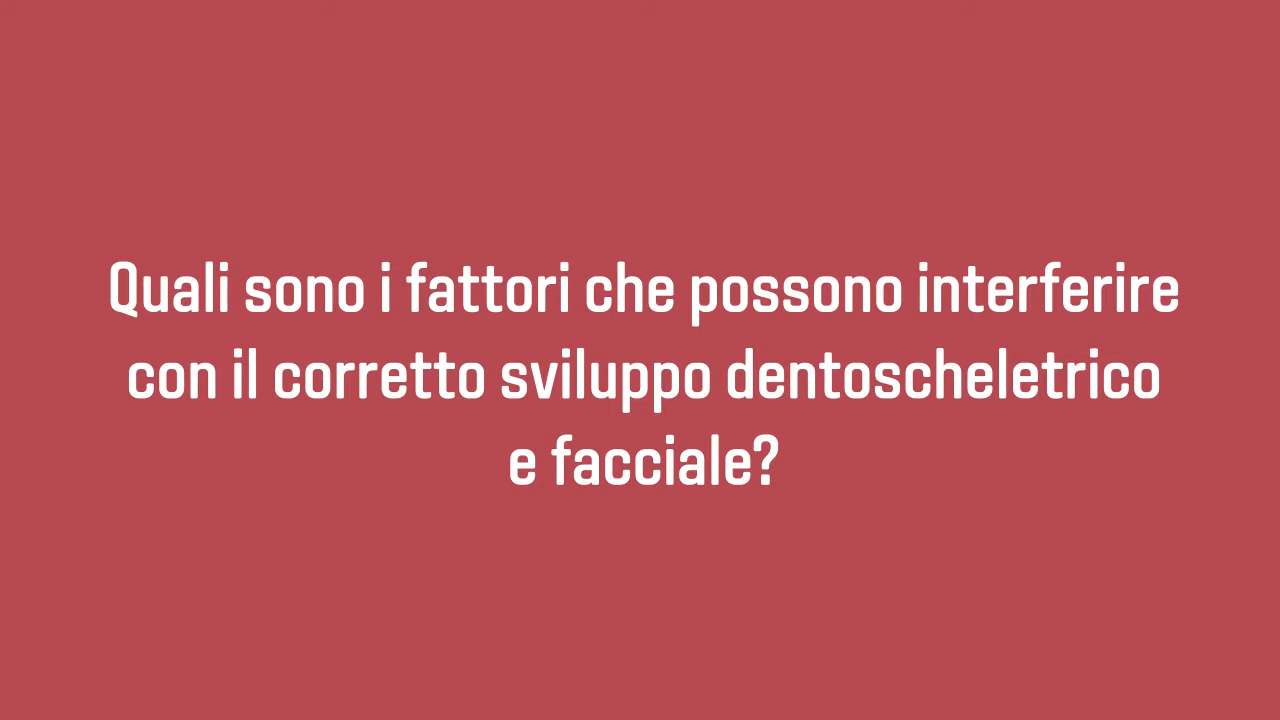 Quali sono i fattori che possono interferire
con il corretto sviluppo dentoscheletrico
e facciale?